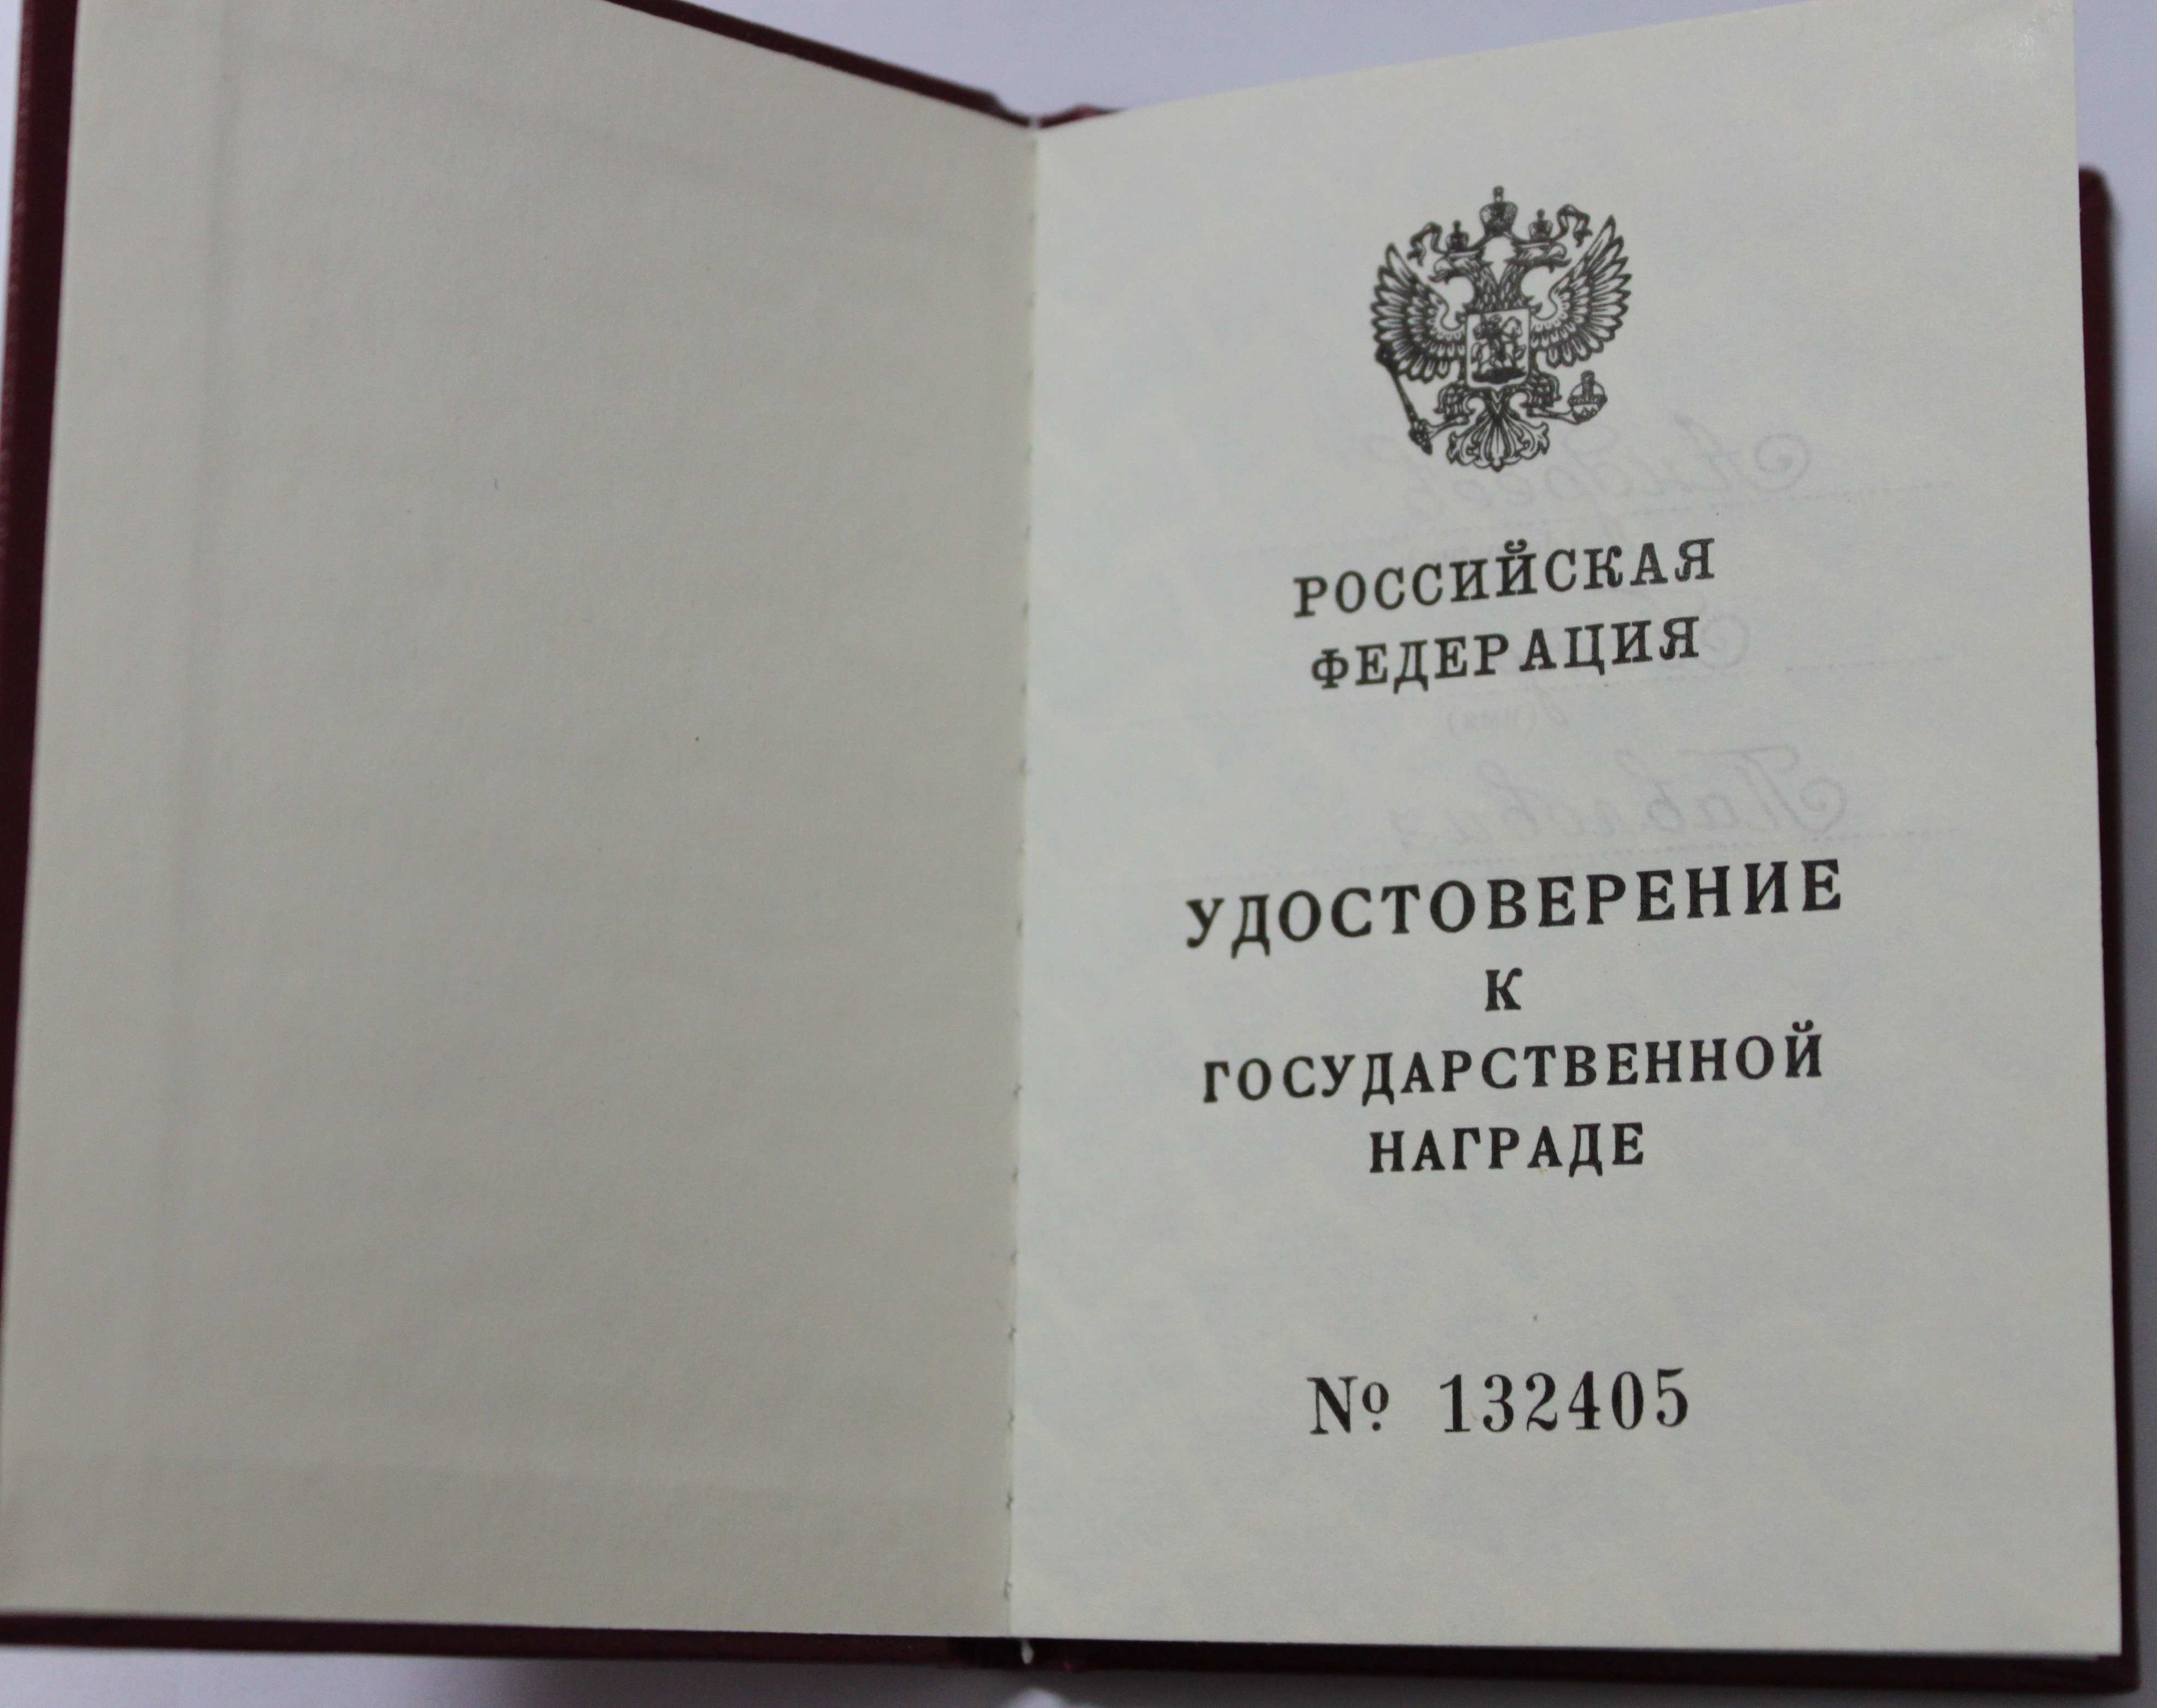 РОССИЙСКАЯ
ФЕДЕРАЦИЯ
УДОСТОВЕРЕНИЕ
К
ГОСУДАРСТВЕННОЙ
НАГРАДЕ
№ 132405